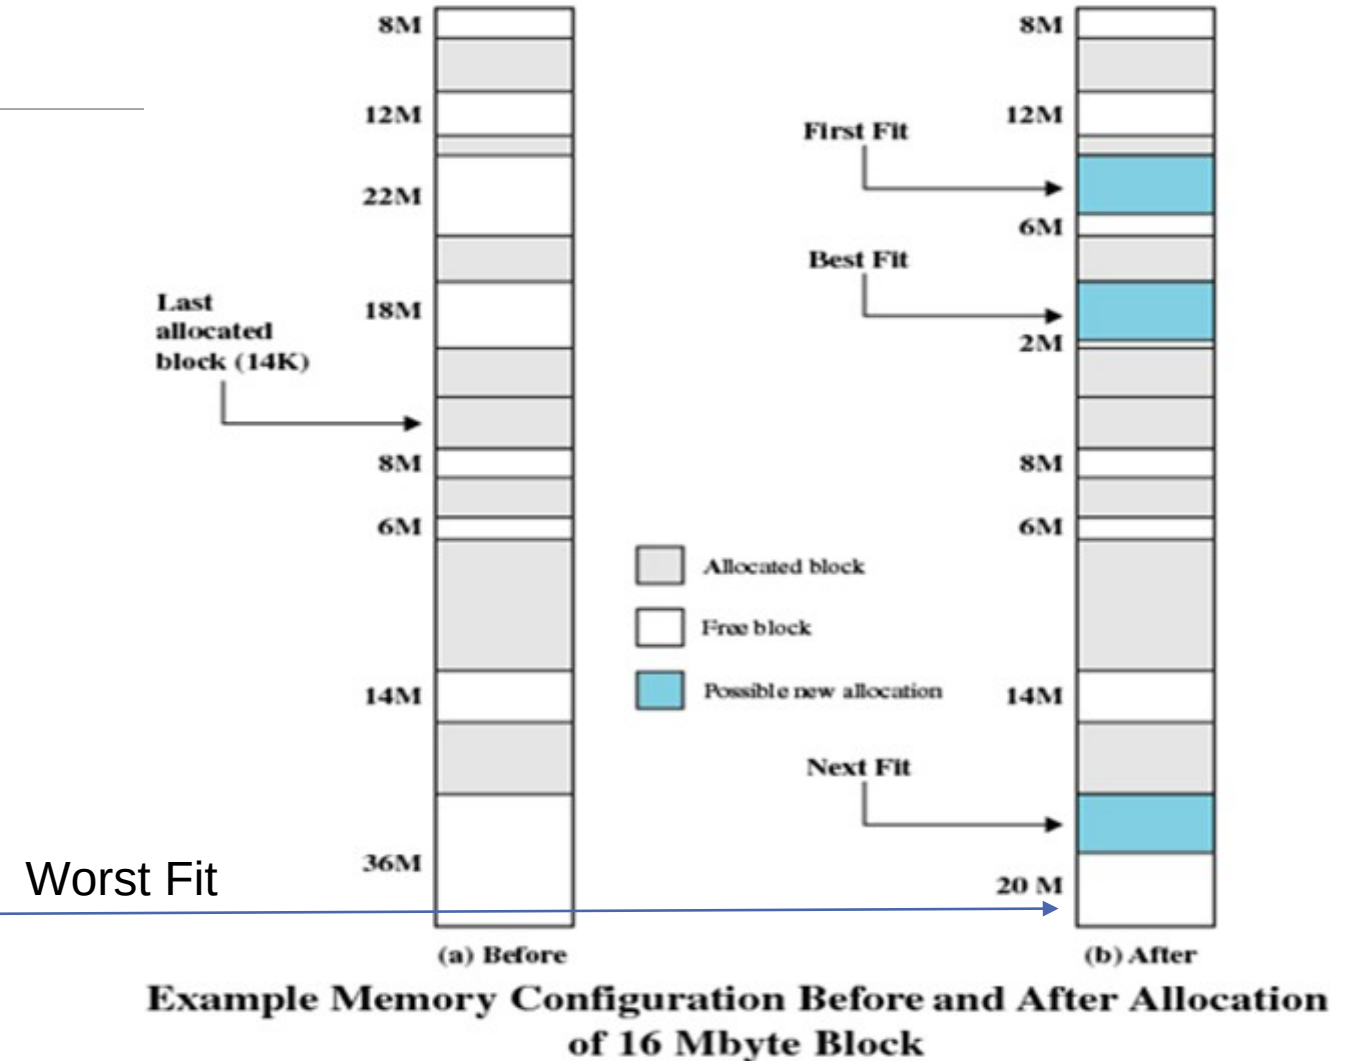 8M
12M
22M
18M
Last
allocated
block (14K)
8M
6M
14M
36M
Worst Fit
(a) Before
8M
12M
First Fit
6M
Best Fit
2M
8M
6M
Allocated block
Free block
Possible new allocation
14M
Next Fit
20 M
(b) After
Example Memory Configuration Before and After Allocation
of 16 Mbyte Block